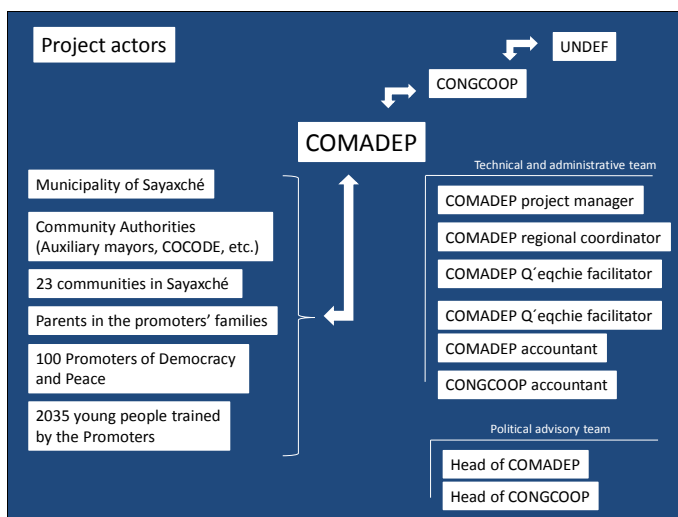 Project actors
UNDEF
CONGCOOP
COMADEP
Municipality of Sayaxché
Community Authorities
(Auxiliary mayors, COCODE, etc.)
23 communities in Sayaxché
Parents in the promoters’ families
100 Promoters of Democracy
and Peace
2035 young people trained
by the Promoters
Technical and administrative team
COMADEP project manager
COMADEP regional coordinator
COMADEP Q´eqchie facilitator
COMADEP Q´eqchie facilitator
COMADEP accountant
CONGCOOP accountant
Political advisory team
Head of COMADEP
Head of CONGCOOP